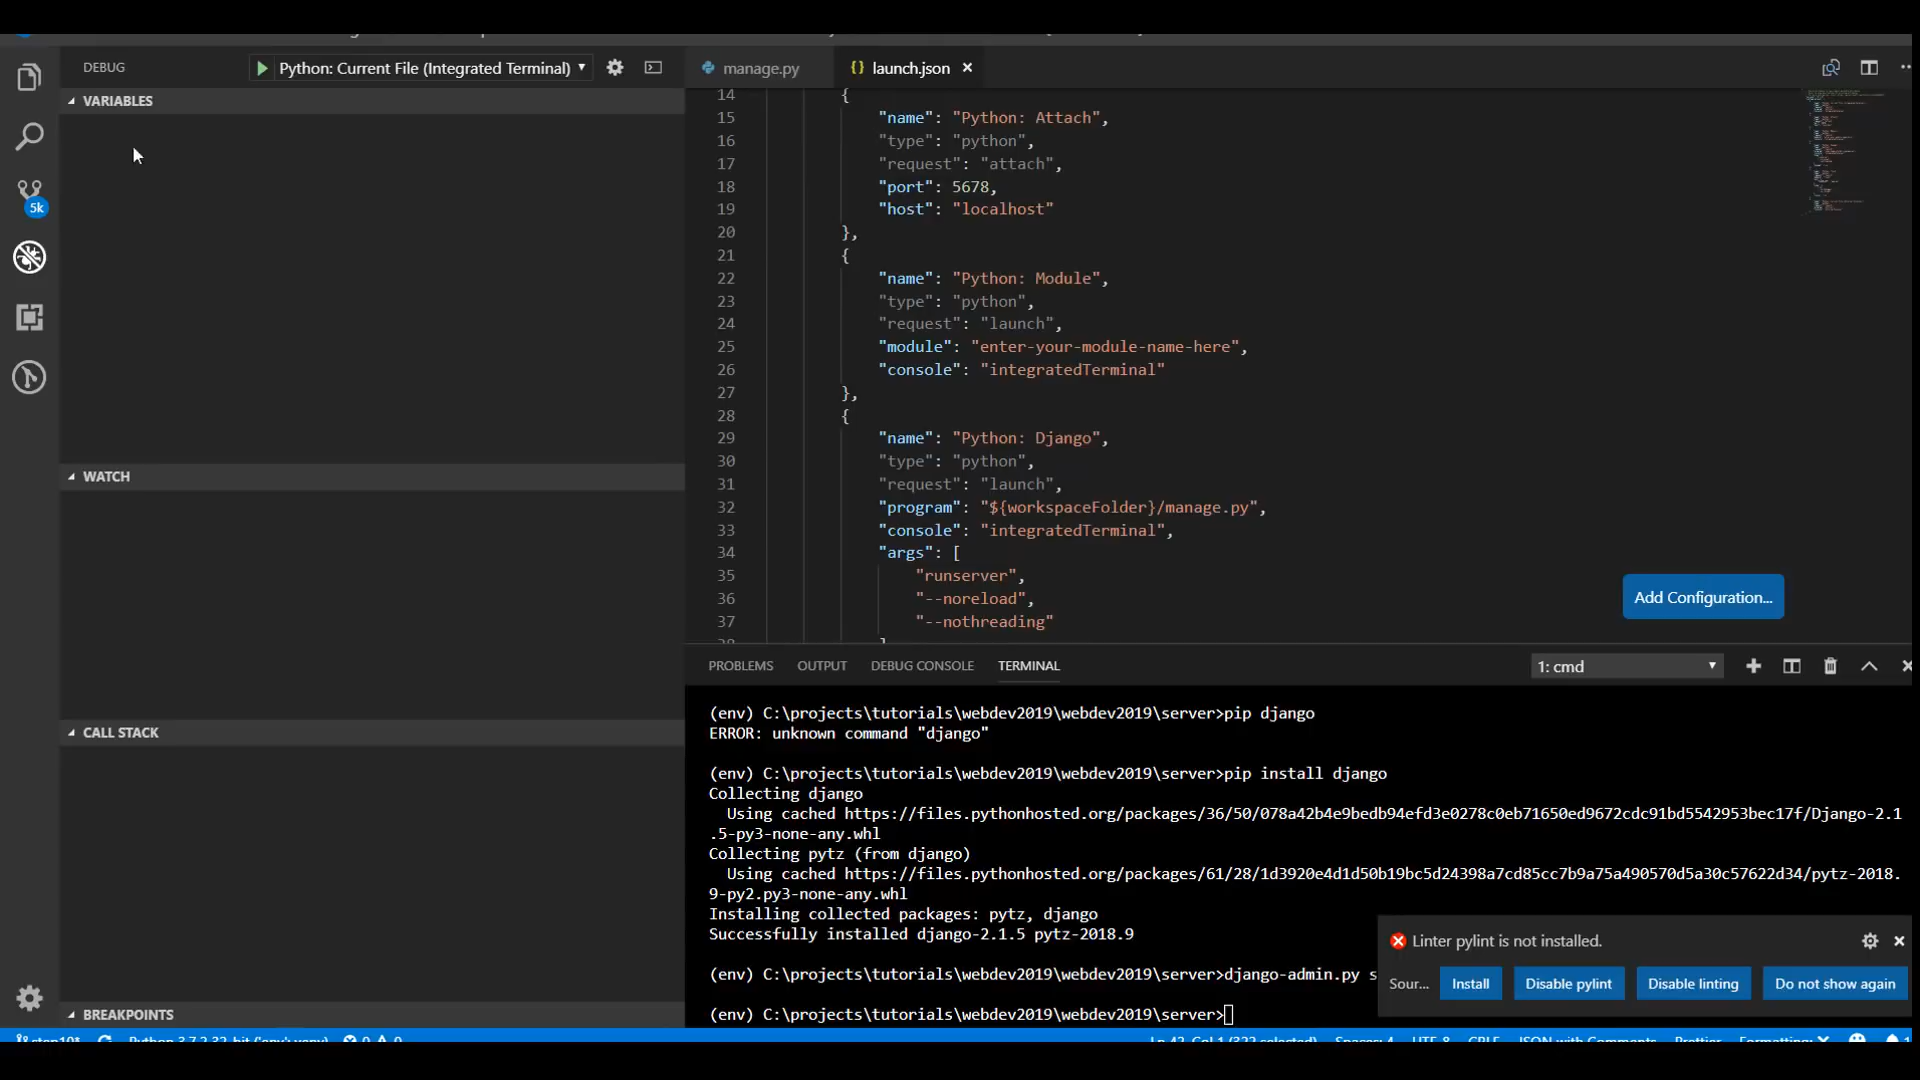 DEBUG
Python: Current File (Integrated Terminal)
manage.py
{} launch.json
VARIABLES
5k
WATCH
CALL STACK
BREAKPOINTS
14 {
15 "name": "Python: Attach",
16 "type": "python",
17 "request": "attach",
18 "port": 5678,
19 "host": "localhost"
20 },
21 {
22 "name": "Python: Module",
23 "type": "python",
24 "request": "launch",
25 "module": "enter-your-module-name-here",
26 "console": "integratedTerminal"
27 },
28 {
29 "name": "Python: Django",
30 "type": "python",
31 "request": "launch",
32 "program": "${workspaceFolder}/manage.py",
33 "console": "integratedTerminal",
34 "args": [
35 "runserver",
36 "--noreload",
37 "--nothreading"
Add Configuration...
PROBLEMS OUTPUT DEBUG CONSOLE TERMINAL
1: cmd
(env) C:\projects\tutorials\webdev2019\webdev2019\server>pip django
ERROR: unknown command "django"
(env) C:\projects\tutorials\webdev2019\webdev2019\server>pip install django
Collecting django
Using cached https://files.pythonhosted.org/packages/36/50/078a42b4e9bedb94efd3e0278c0eb71650ed9672cdc91bd5542953bec17f/Django-2.1
.5-py3-none-any.whl
Collecting pytz (from django)
Using cached https://files.pythonhosted.org/packages/61/28/1d3920e4d1d50b19bc5d24398a7cd85cc7b9a75a490570d5a30c57622d34/pytz-2018.
9-py2.py3-none-any.whl
Installing collected packages: pytz, django
Successfully installed django-2.1.5 pytz-2018.9
(env) C:\projects\tutorials\webdev2019\webdev2019\server>django-admin.py s
(env) C:\projects\tutorials\webdev2019\webdev2019\server>
Linter pylint is not installed.
Sour...
Install
Disable pylint
Disable linting
Do not show again